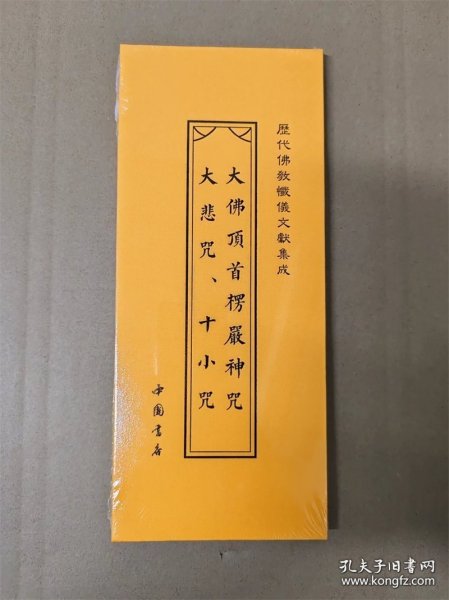 歷代佛教懺儀文獻集成
大佛頂首楞嚴神咒
大悲咒、十小咒
中國書店
孔夫子旧书网
www.kongfz.com